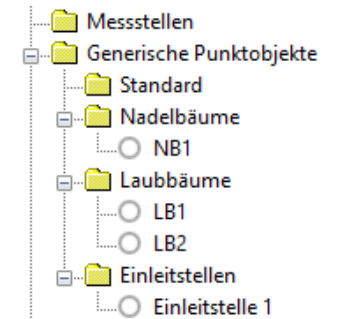 Messstellen
Generische Punktobjekte
Standard
Nadelbäume
NB1
Laubbäume
LB1
LB2
Einleitstellen
Einleitstelle 1